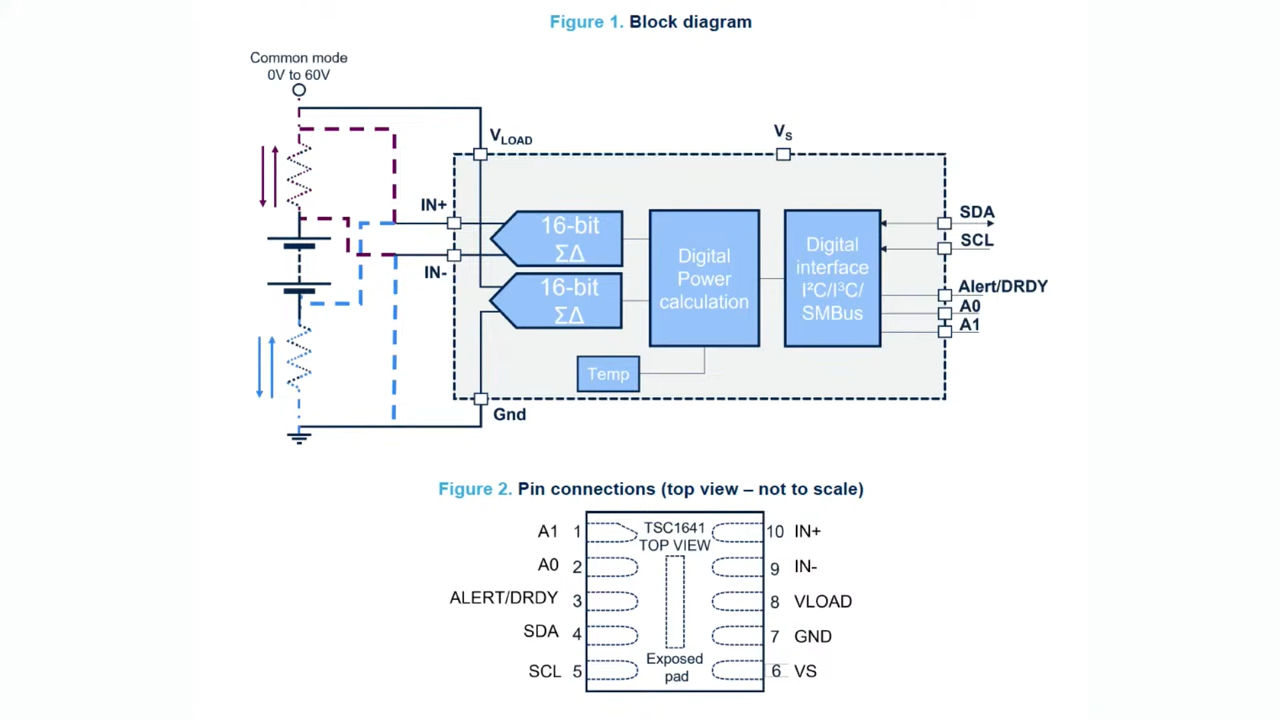 Figure 1. Block diagram
Common mode
0V to 60V
VLOAD
VS
IN+
IN-
16-bit
ΣΔ
16-bit
ΣΔ
Digital
Power
calculation
Digital
interface
I²C/I³C/
SMBus
Temp
SDA
SCL
Alert/DRDY
A0
A1
Gnd
Figure 2. Pin connections (top view – not to scale)
TSC1641
TOP VIEW
A1 1
10 IN+
A0 2
9 IN-
ALERT/DRDY 3
8 VLOAD
SDA 4
7 GND
SCL 5
6 VS
Exposed
pad